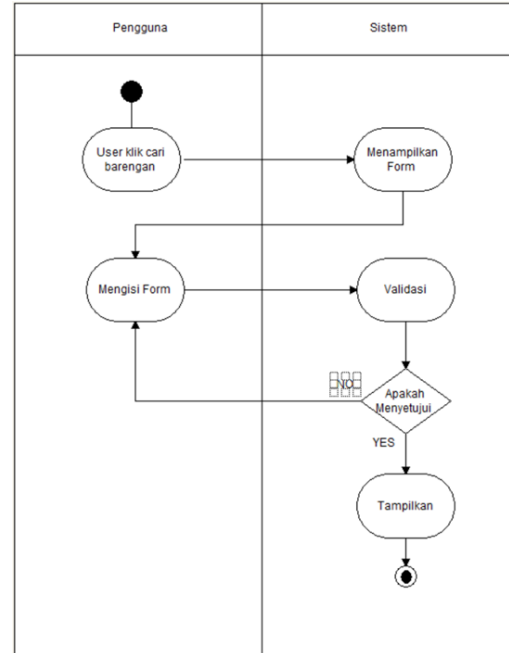 Pengguna
Sistem
User klik cari
barengan
Menampilkan
Form
Mengisi Form
Validasi
NO
Apakah
Menyetujui
YES
Tampilkan